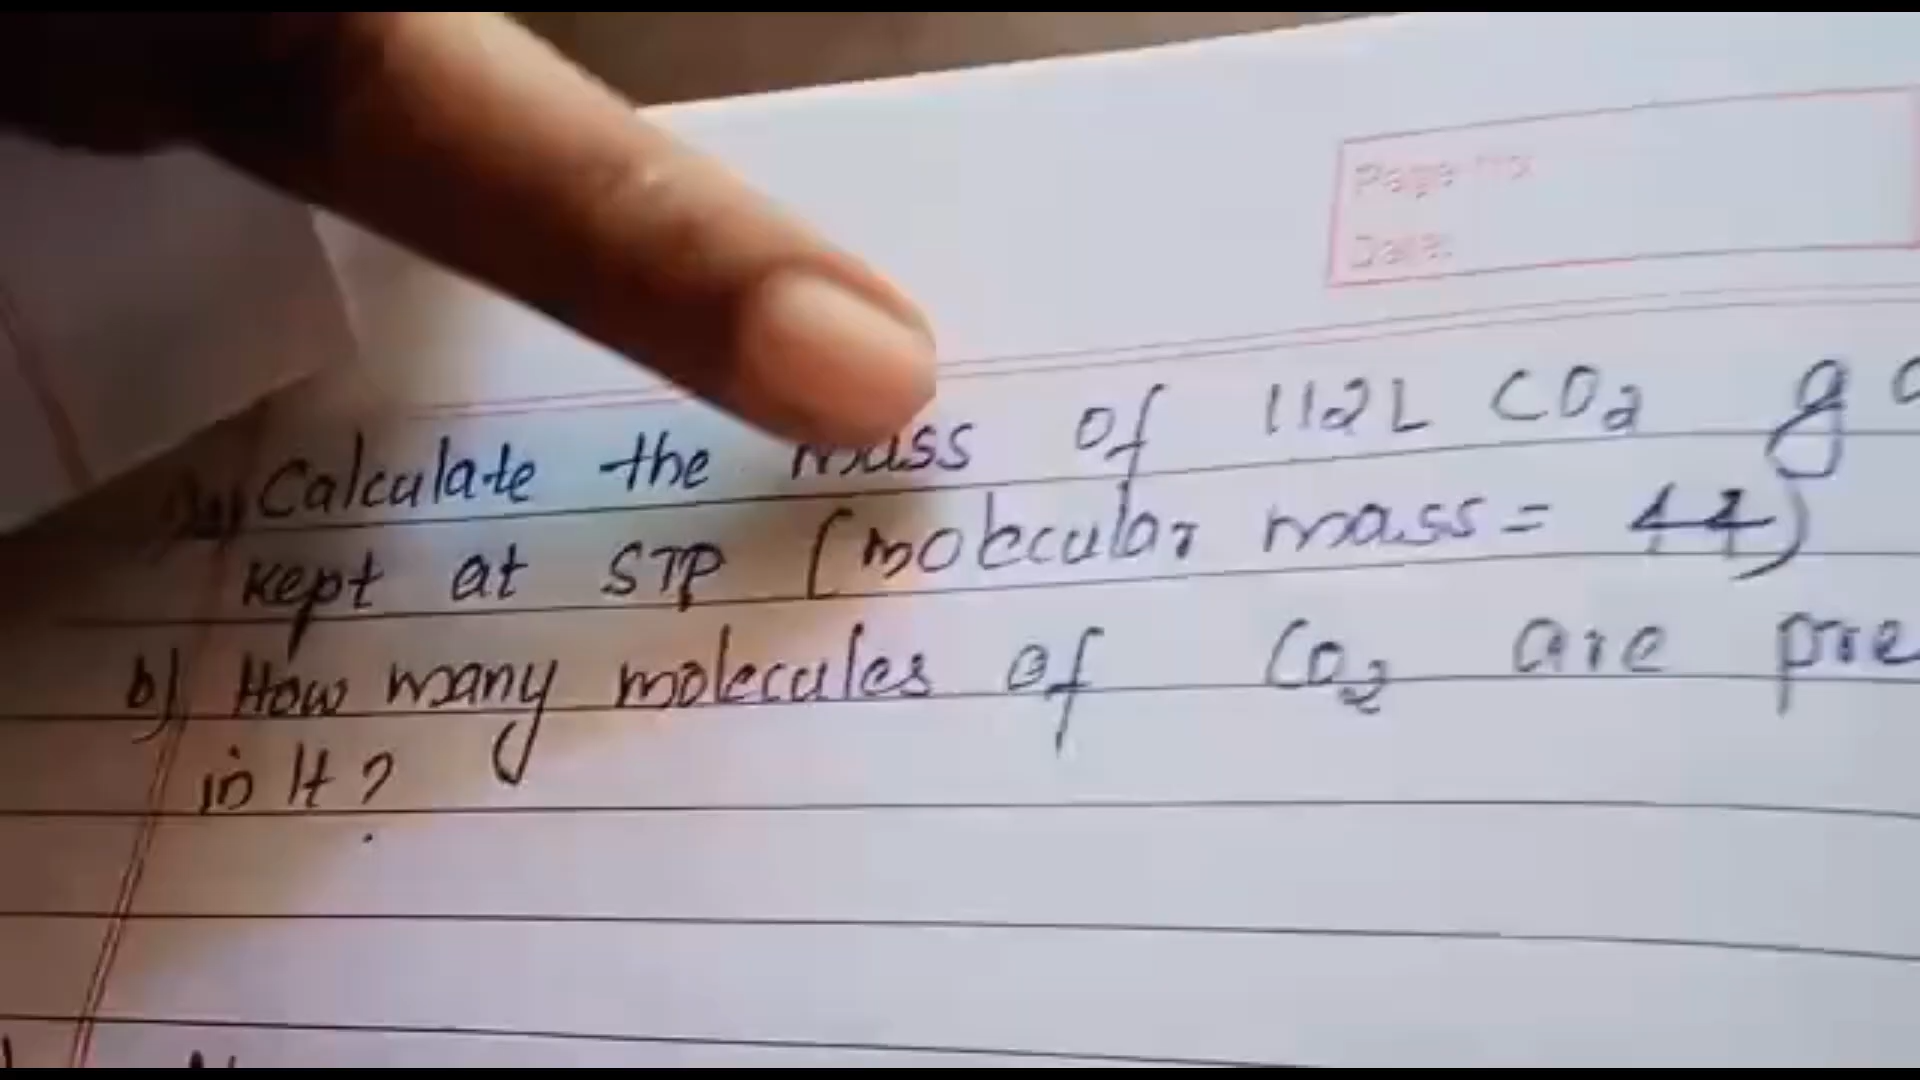 Page No:
Date:
a) Calculate the mass of 112L CO2 g
kept at STP (molecular mass = 44)
b) How many molecules of CO2 are pre
in it?